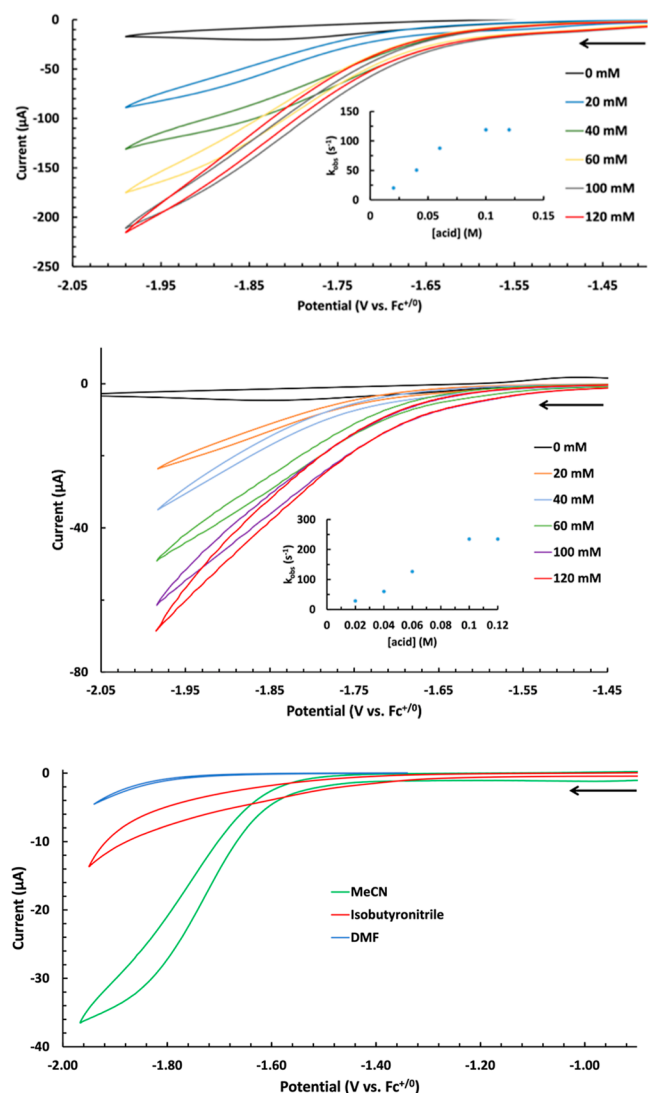 0
-50
-100
-150
-200
-250
Current (µA)
-2.05 -1.95 -1.85 -1.75 -1.65 -1.55 -1.45
Potential (V vs. Fc+/0)
0 mM
20 mM
40 mM
60 mM
100 mM
120 mM
150
125
100
75
50
25
0
kobs (s-1)
0 0.05 0.1 0.15
[acid] (M)
0
-40
-80
Current (µA)
-2.05 -1.95 -1.85 -1.75 -1.65 -1.55 -1.45
Potential (V vs. Fc+/0)
0 mM
20 mM
40 mM
60 mM
100 mM
120 mM
300
200
100
0
kobs (s-1)
0 0.02 0.04 0.06 0.08 0.10 0.12
[acid] (M)
0
-10
-20
-30
-40
Current (µA)
-2.00 -1.80 -1.60 -1.40 -1.20 -1.00
Potential (V vs. Fc+/0)
MeCN
Isobutyronitrile
DMF